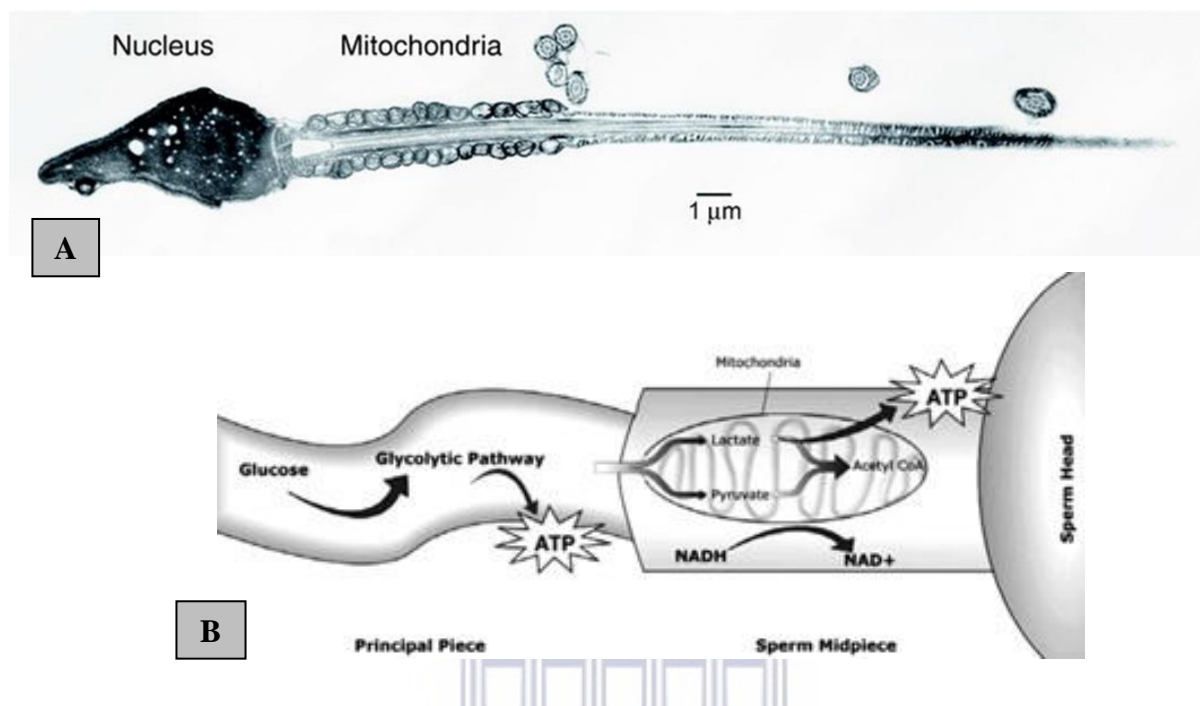 Nucleus
Mitochondria
1 μm
A
Mitochondria
ATP
Lactate
Glucose
Glycolytic Pathway
Acetyl CoA
Pyruvate
ATP
NADH
NAD+
Sperm Head
B
Principal Piece
Sperm Midpiece